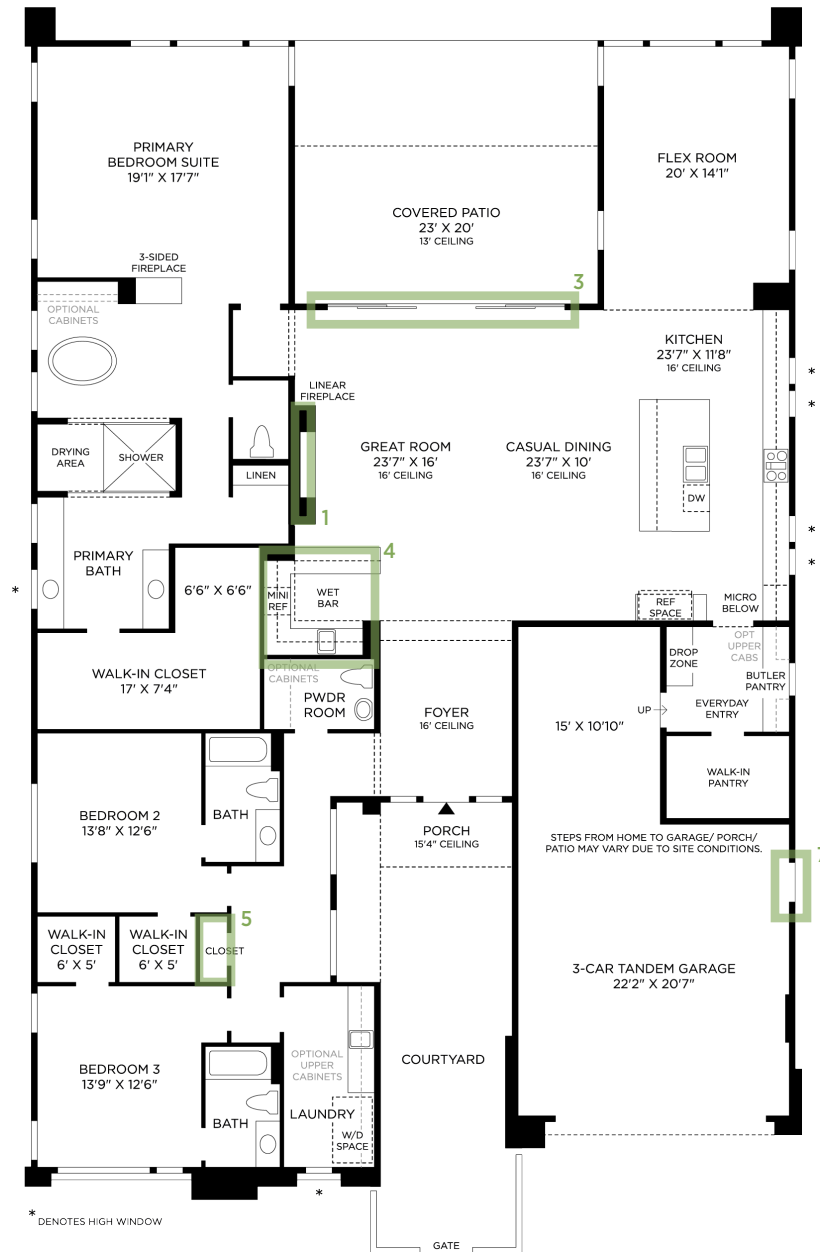 PRIMARY
BEDROOM SUITE
19'1" X 17'7"
FLEX ROOM
20' X 14'1"
COVERED PATIO
23' X 20'
13' CEILING
3-SIDED
FIREPLACE
3
OPTIONAL
CABINETS
KITCHEN
23'7" X 11'8"
16' CEILING
*
*
LINEAR
FIREPLACE
GREAT ROOM
23'7" X 16'
16' CEILING
CASUAL DINING
23'7" X 10'
16' CEILING
DRYING
AREA
SHOWER
LINEN
DW
1
*
*
4
PRIMARY
BATH
*
6'6" X 6'6"
MINI
REF
WET
BAR
REF
SPACE
MICRO
BELOW
OPT
UPPER
CABS
DROP
ZONE
BUTLER
PANTRY
WALK-IN CLOSET
17' X 7'4"
OPTIONAL
CABINETS
PWDR
ROOM
FOYER
16' CEILING
15' X 10'10"
UP
EVERYDAY
ENTRY
WALK-IN
PANTRY
BEDROOM 2
13'8" X 12'6"
BATH
PORCH
15'4" CEILING
STEPS FROM HOME TO GARAGE/ PORCH/
PATIO MAY VARY DUE TO SITE CONDITIONS.
5
WALK-IN
CLOSET
6' X 5'
WALK-IN
CLOSET
6' X 5'
CLOSET
3-CAR TANDEM GARAGE
22'2" X 20'7"
BEDROOM 3
13'9" X 12'6"
BATH
OPTIONAL
UPPER
CABINETS
LAUNDRY
W/D
SPACE
COURTYARD
*
* DENOTES HIGH WINDOW
GATE